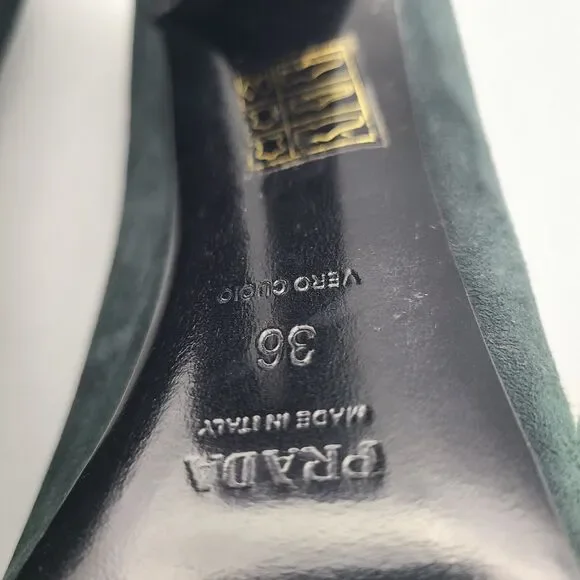 PRADA
MADE IN ITALY
36
VERO CUOIO